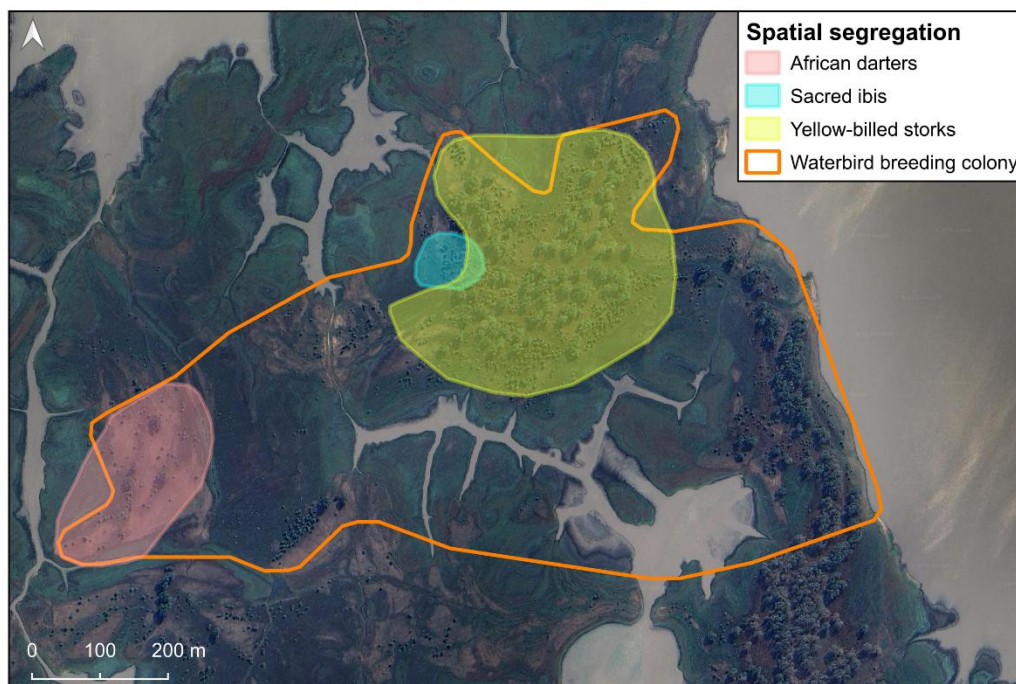 Spatial segregation
African darters
Sacred ibis
Yellow-billed storks
Waterbird breeding colony
0 100 200 m